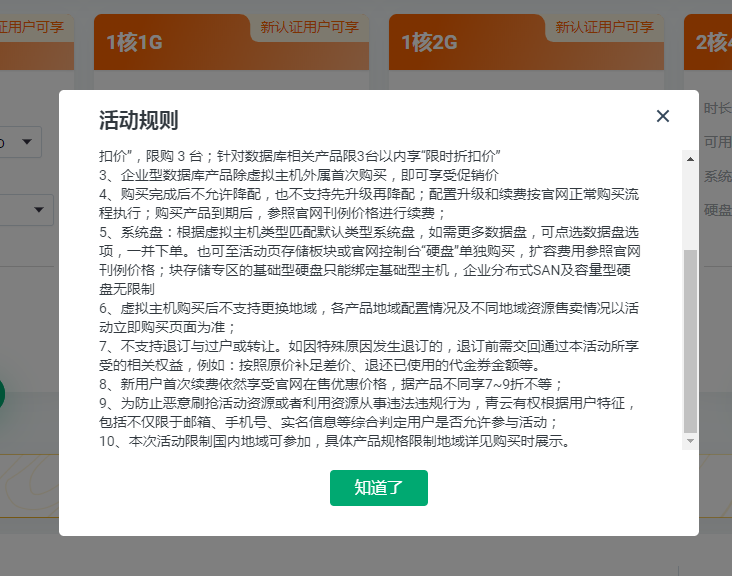 证用户可享
1核1G
新认证用户可享
1核2G
新认证用户可享
2核4
时长
可用
系统
硬盘
活动规则
扣价”，限购 3 台；针对数据库相关产品限3台以内享“限时折扣价”
3、企业型数据库产品除虚拟主机外属首次购买，即可享受促销价
4、购买完成后不允许降配，也不支持先升级再降配；配置升级和续费按官网正常购买流
程执行；购买产品到期后，参照官网刊例价格进行续费；
5、系统盘：根据虚拟主机类型匹配默认类型系统盘，如需更多数据盘，可点选数据盘选
项，一并下单。也可至活动页存储板块或官网控制台“硬盘”单独购买，扩容费用参照官网
刊例价格；块存储专区的基础型硬盘只能绑定基础型主机，企业分布式SAN及容量型硬
盘无限制
6、虚拟主机购买后不支持更换地域，各产品地域配置情况及不同地域资源售卖情况以活
动立即购买页面为准；
7、不支持退订与过户或转让。如因特殊原因发生退订的，退订前需交回通过本活动所享
受的相关权益，例如：按照原价补足差价、退还已使用的代金券金额等。
8、新用户首次续费依然享受官网在售优惠价格，据产品不同享7~9折不等；
9、为防止恶意刷抢活动资源或者利用资源从事违法违规行为，青云有权根据用户特征，
包括不仅限于邮箱、手机号、实名信息等综合判定用户是否允许参与活动；
10、本次活动限制国内地域可参加，具体产品规格限制地域详见购买时展示。
知道了